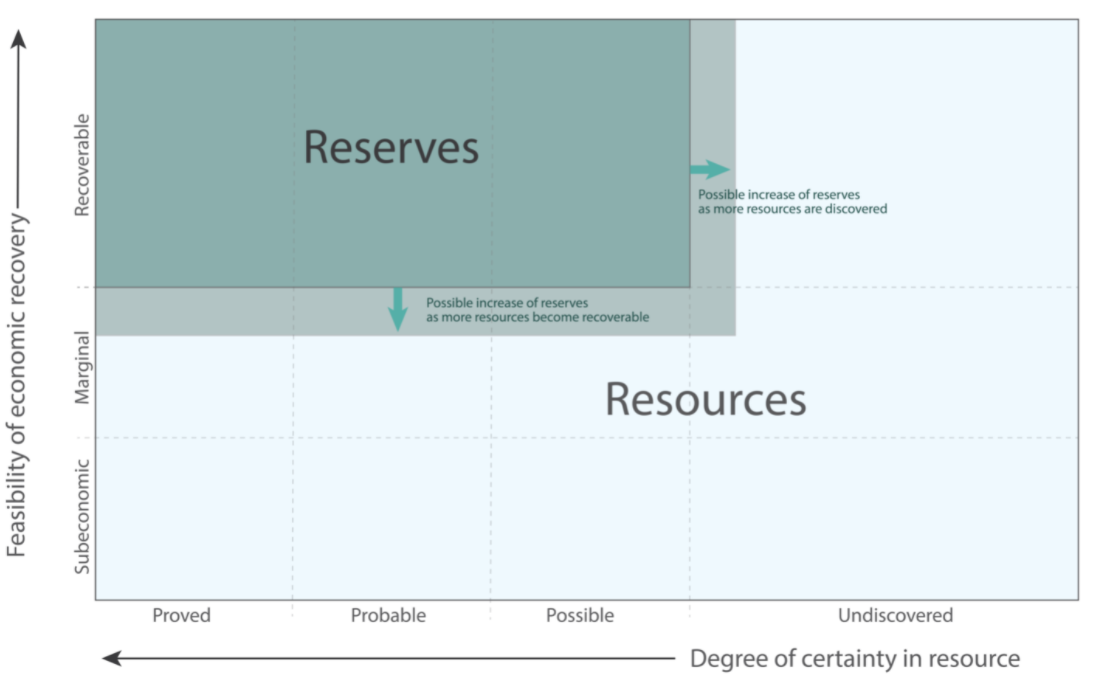 Feasibility of economic recovery
Recoverable
Marginal
Subeconomic
Reserves
Possible increase of reserves
as more resources are discovered
Possible increase of reserves
as more resources become recoverable
Resources
Proved
Probable
Possible
Undiscovered
Degree of certainty in resource